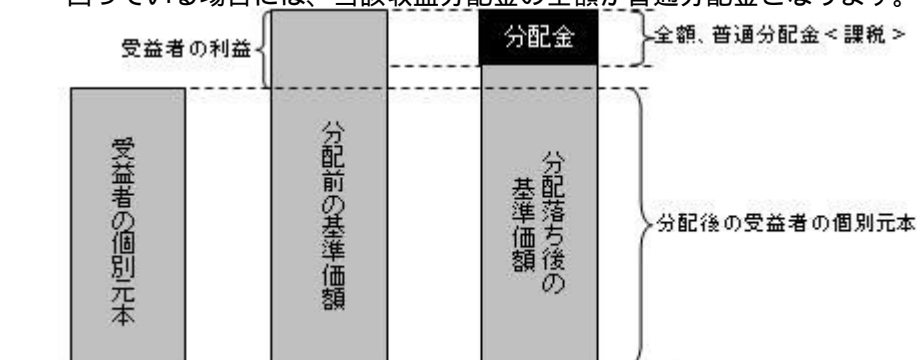 回っている場合には、当該収益分配金の全額が普通分配金となります。
受益者の利益
分配金
全額、普通分配金＜課税＞
受益者の個別元本
分配前の基準価額
分配落ち後の
基準価額
分配後の受益者の個別元本